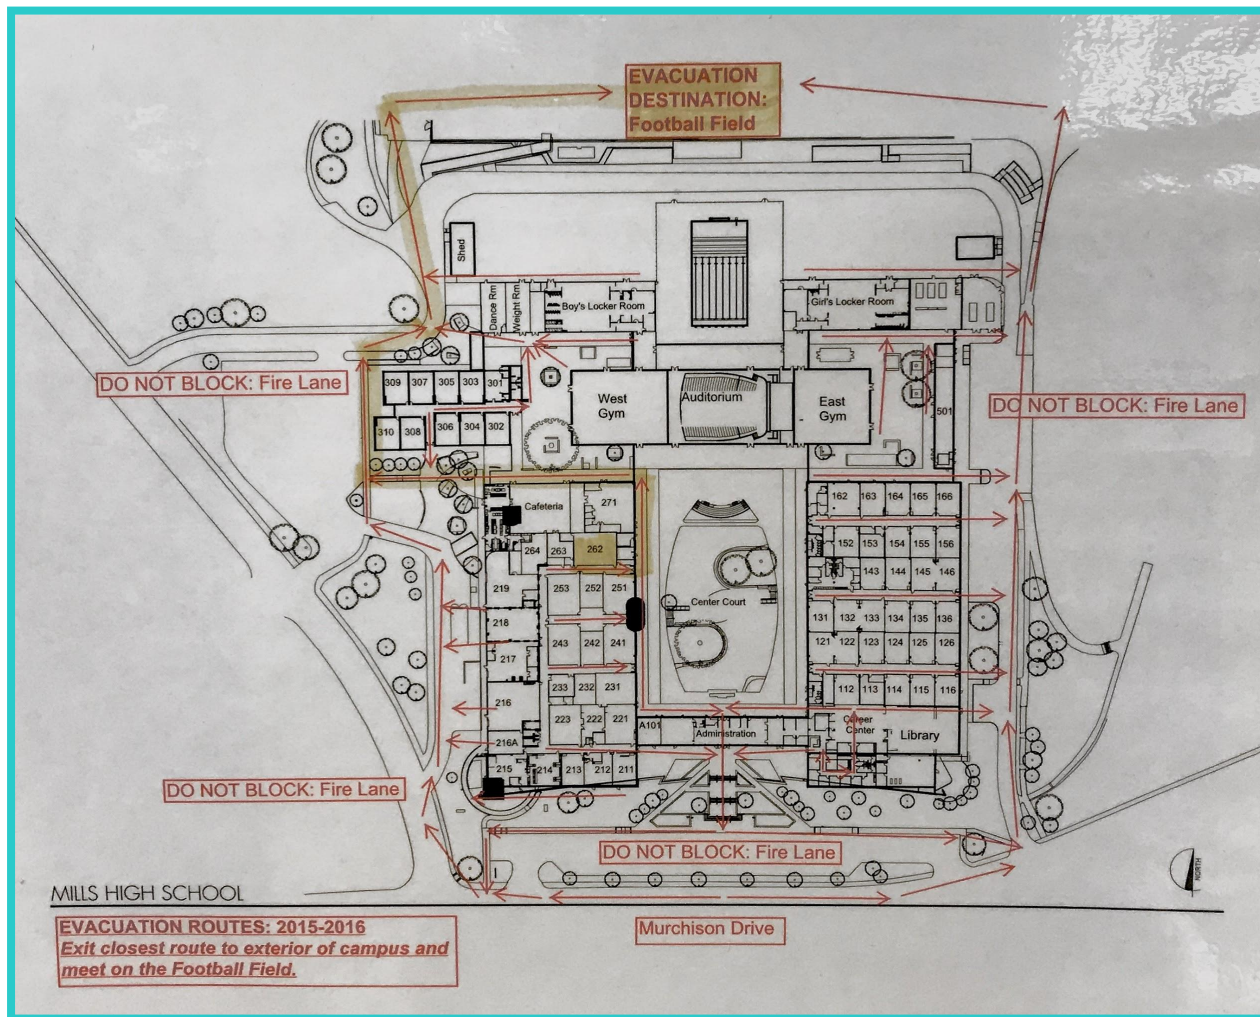 EVACUATION
DESTINATION:
Football Field
Shed
Dance Rm
Weight Rm
Boy's Locker Room
Girl's Locker Room
DO NOT BLOCK: Fire Lane
309 307 305 303 301
West
Gym
Auditorium
East
Gym
501
DO NOT BLOCK: Fire Lane
310 308 306 304 302
Cafeteria
271
162 163 164 165 166
264 263 262
152 153 154 155 156
219 253 252 251
143 144 145 146
Center Court
218
131 132 133 134 135 136
217 243 242 241
121 122 123 124 125 126
216 233 232 231
112 113 114 115 116
223 222 221
A101
Administration
Career
Center
Library
216A
215 214 213 212 211
DO NOT BLOCK: Fire Lane
DO NOT BLOCK: Fire Lane
NORTH
MILLS HIGH SCHOOL
EVACUATION ROUTES: 2015-2016
Exit closest route to exterior of campus and
meet on the Football Field.
Murchison Drive